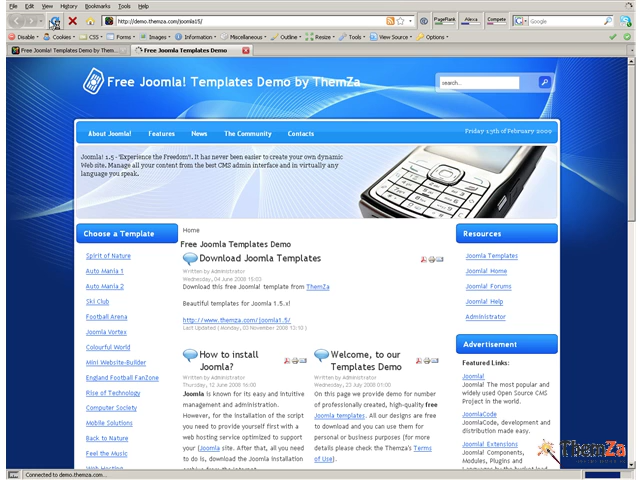 File Edit View History Bookmarks Tools Help
http://demo.themza.com/joomla15/
PageRank Alexa Compete Google
Disable Cookies CSS Forms Images Information Miscellaneous Outline Resize Tools View Source Options
Free Joomla! Templates Demo by Them...
Free Joomla! Templates Demo
Free Joomla! Templates Demo by ThemZa
search...
About Joomla! Features News The Community Contacts
Friday 13th of February 2009
Joomla! 1.5 - 'Experience the Freedom'!. It has never been easier to create your own dynamic
Web site. Manage all your content from the best CMS admin interface and in virtually any
language you speak.
Choose a Template
Spirit of Nature
Auto Mania 1
Auto Mania 2
Ski Club
Football Arena
Joomla Vortex
Colourful World
Mini Website-Builder
England Football FanZone
Rise of Technology
Computer Society
Mobile Solutions
Back to Nature
Feel the Music
Web Hosting
Home
Free Joomla Templates Demo
Download Joomla Templates
Written by Administrator
Wednesday, 04 June 2008 15:03
Download this free Joomla! template from ThemZa
Beautiful templates for Joomla 1.5.x!
http://www.themza.com/joomla1.5/
Last Updated ( Monday, 03 November 2008 13:10 )
How to install
Joomla?
Written by Administrator
Thursday, 12 June 2008 16:00
Joomla is known for its easy and intuitive
management and administration.
However, for the installation of the script
you need to provide yourself first with a
web hosting service optimized to support
your Joomla site. After that, all you need
to do, is download the Joomla installation
Welcome, to our
Templates Demo
Written by Administrator
Wednesday, 23 July 2008 01:00
On this page we provide demo for number
of professionally created, high-quality free
Joomla templates. All our designs are free
to download and you can use them for
personal or business purposes (for more
details please check the Themza's Terms
of Use).
Resources
Joomla Templates
Joomla! Home
Joomla! Forums
Joomla! Help
Administrator
Advertisement
Featured Links:
Joomla!
Joomla! The most popular and
widely used Open Source CMS
Project in the world.
JoomlaCode
JoomlaCode, development and
distribution made easy.
Joomla! Extensions
Joomla! Components,
Modules, Plugins and
Languages by the bucket load.
ThemZa
Connected to demo.themza.com...